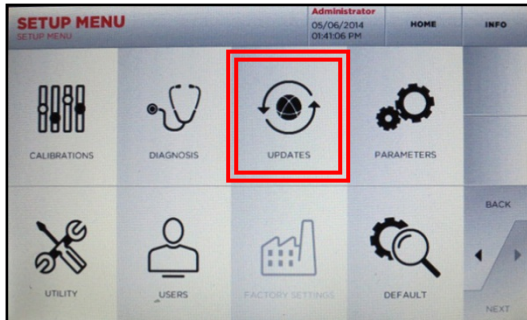 SETUP MENU
SETUP MENU
Administrator
05/06/2014
01:41:06 PM
HOME
INFO
CALIBRATIONS
DIAGNOSIS
UPDATES
PARAMETERS
BACK
UTILITY
USERS
FACTORY SETTINGS
DEFAULT
NEXT